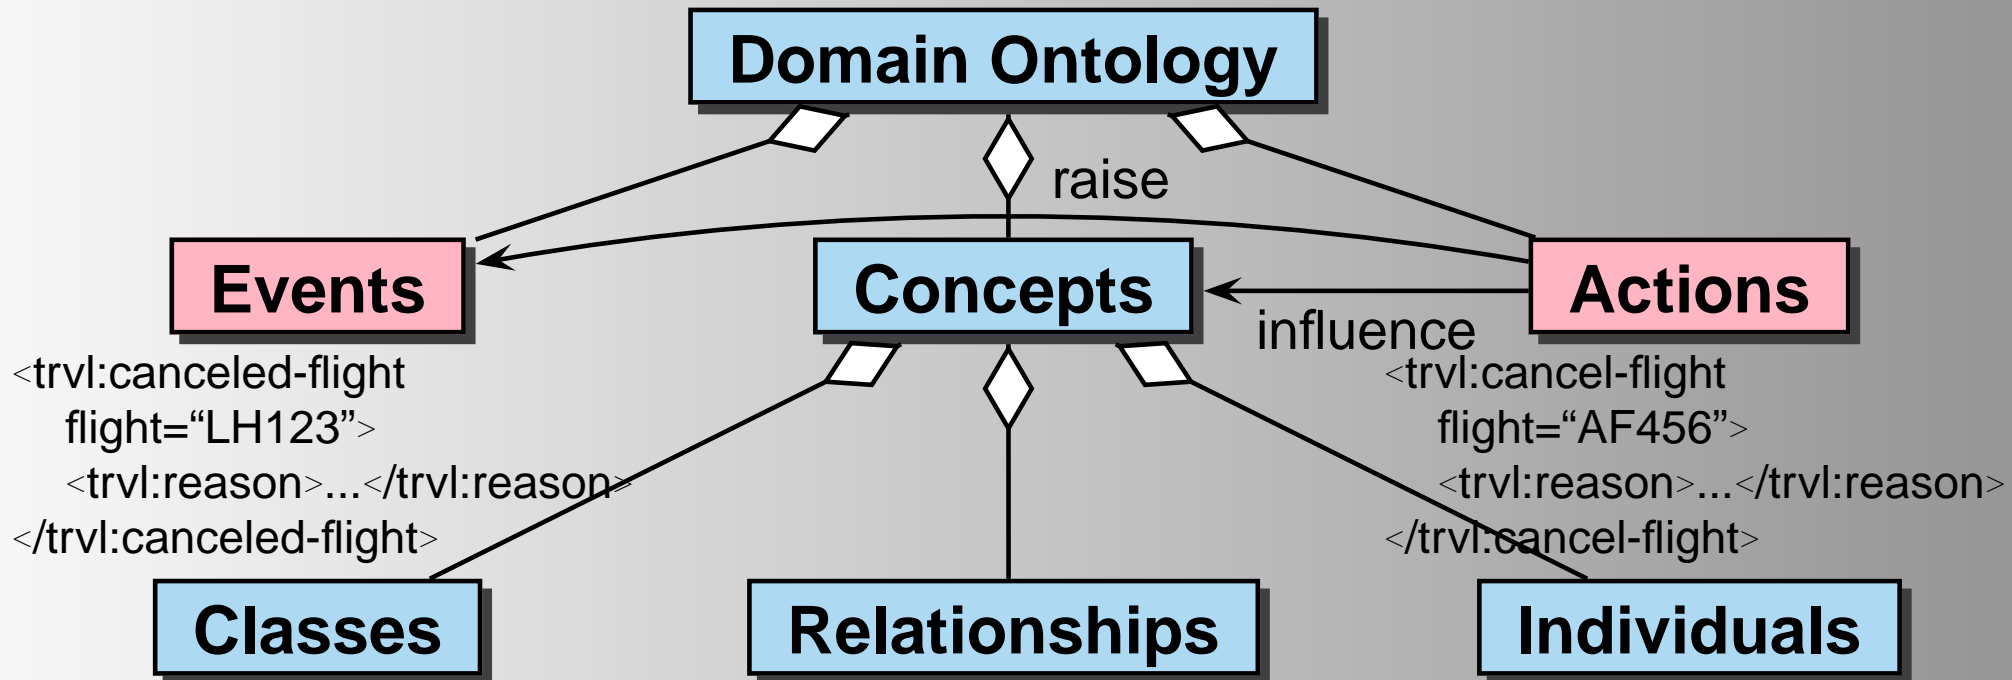 Domain Ontology
raise
Events
Concepts
Actions
influence
<trvl:canceled-flight
flight=“LH123”>
<trvl:reason>...</trvl:reason>
</trvl:canceled-flight>
<trvl:cancel-flight
flight=“AF456”>
<trvl:reason>...</trvl:reason>
</trvl:cancel-flight>
Classes
Relationships
Individuals